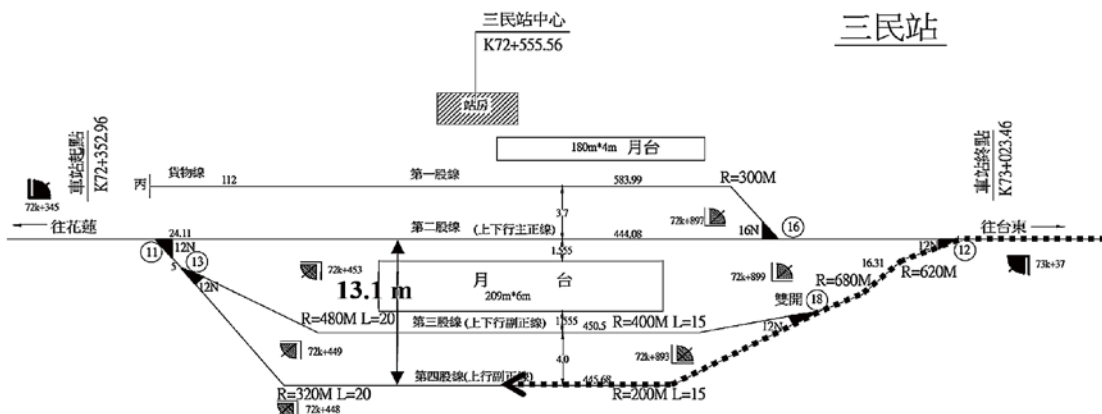 三民站中心
K72+555.56
三民站
站房
180m*4m 月台
車站起點
K72+352.96
車站終點
K73+023.46
72k+345
丙
貨物線
112
第一股線
583.99
R=300M
往花蓮
24.11
第二股線
(上下行主正線)
3.7
444.08
72k+897
16N
16
往台東
11
12N
13
5
12N
1.555
12N
12
72k+453
月 台
209m*6m
13.1 m
72k+899
16.31
R=620M
R=680M
73k+37
雙開
18
12N
R=480M L=20
第三股線(上下行副正線)
1.555
450.5
R=400M L=15
72k+449
4.0
72k+893
第四股線(上行副正線)
445.68
R=320M L=20
R=200M L=15
72k+448